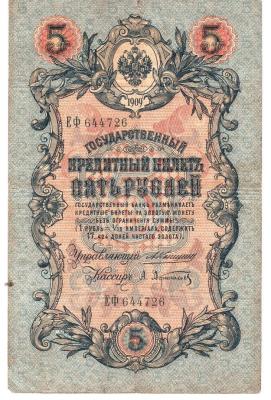 5 5
1909
ЕФ 644726
ГОСУДАРСТВЕННЫЙ
КРЕДИТНЫЙ БИЛЕТЪ
ПЯТЬ РУБЛЕЙ
ГОСУДАРСТВЕННЫЙ БАНКЪ РАЗМѢНИВАЕТЪ
КРЕДИТНЫЕ БИЛЕТЫ НА ЗОЛОТУЮ МОНЕТУ
БЕЗЪ ОГРАНИЧЕНІЯ СУММЫ
(1 РУБЛЬ = 1/15 ИМПЕРІАЛА, СОДЕРЖИТЪ
17,424 ДОЛЕЙ ЧИСТАГО ЗОЛОТА).
Управляющій
Кассиръ
ЕФ 644726
5